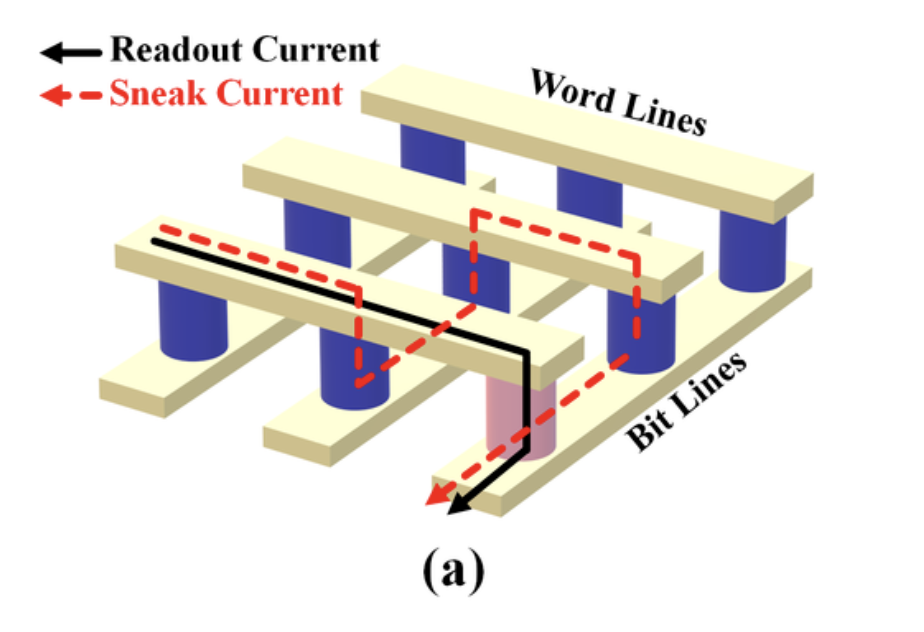 Readout Current
Sneak Current
Word Lines
Bit Lines
(a)